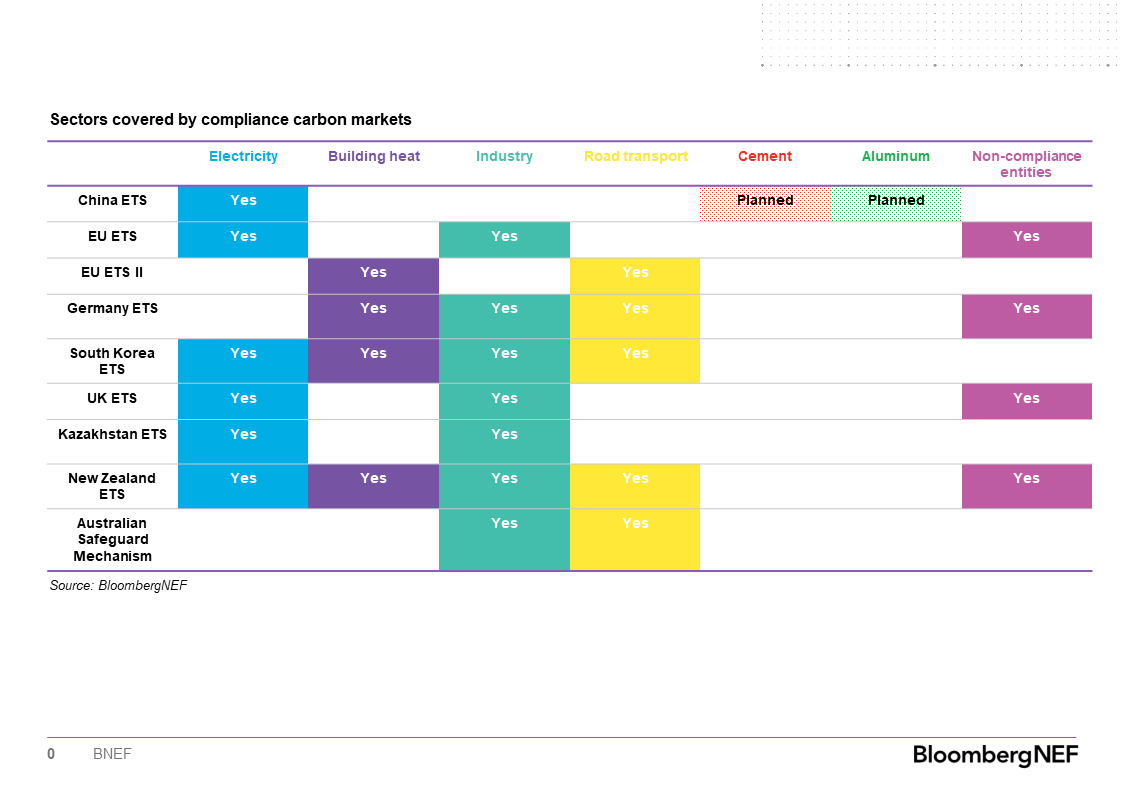 Sectors covered by compliance carbon markets
Electricity Building heat Industry Road transport Cement Aluminum Non-compliance
entities
China ETS Yes Planned Planned
EU ETS Yes Yes Yes
EU ETS II Yes Yes
Germany ETS Yes Yes Yes Yes
South Korea Yes Yes Yes Yes
ETS
UK ETS Yes Yes Yes
Kazakhstan ETS Yes Yes
New Zealand Yes Yes Yes Yes Yes
ETS
Australian Yes Yes
Safeguard
Mechanism
Source: BloombergNEF
0 BNEF BloombergNEF